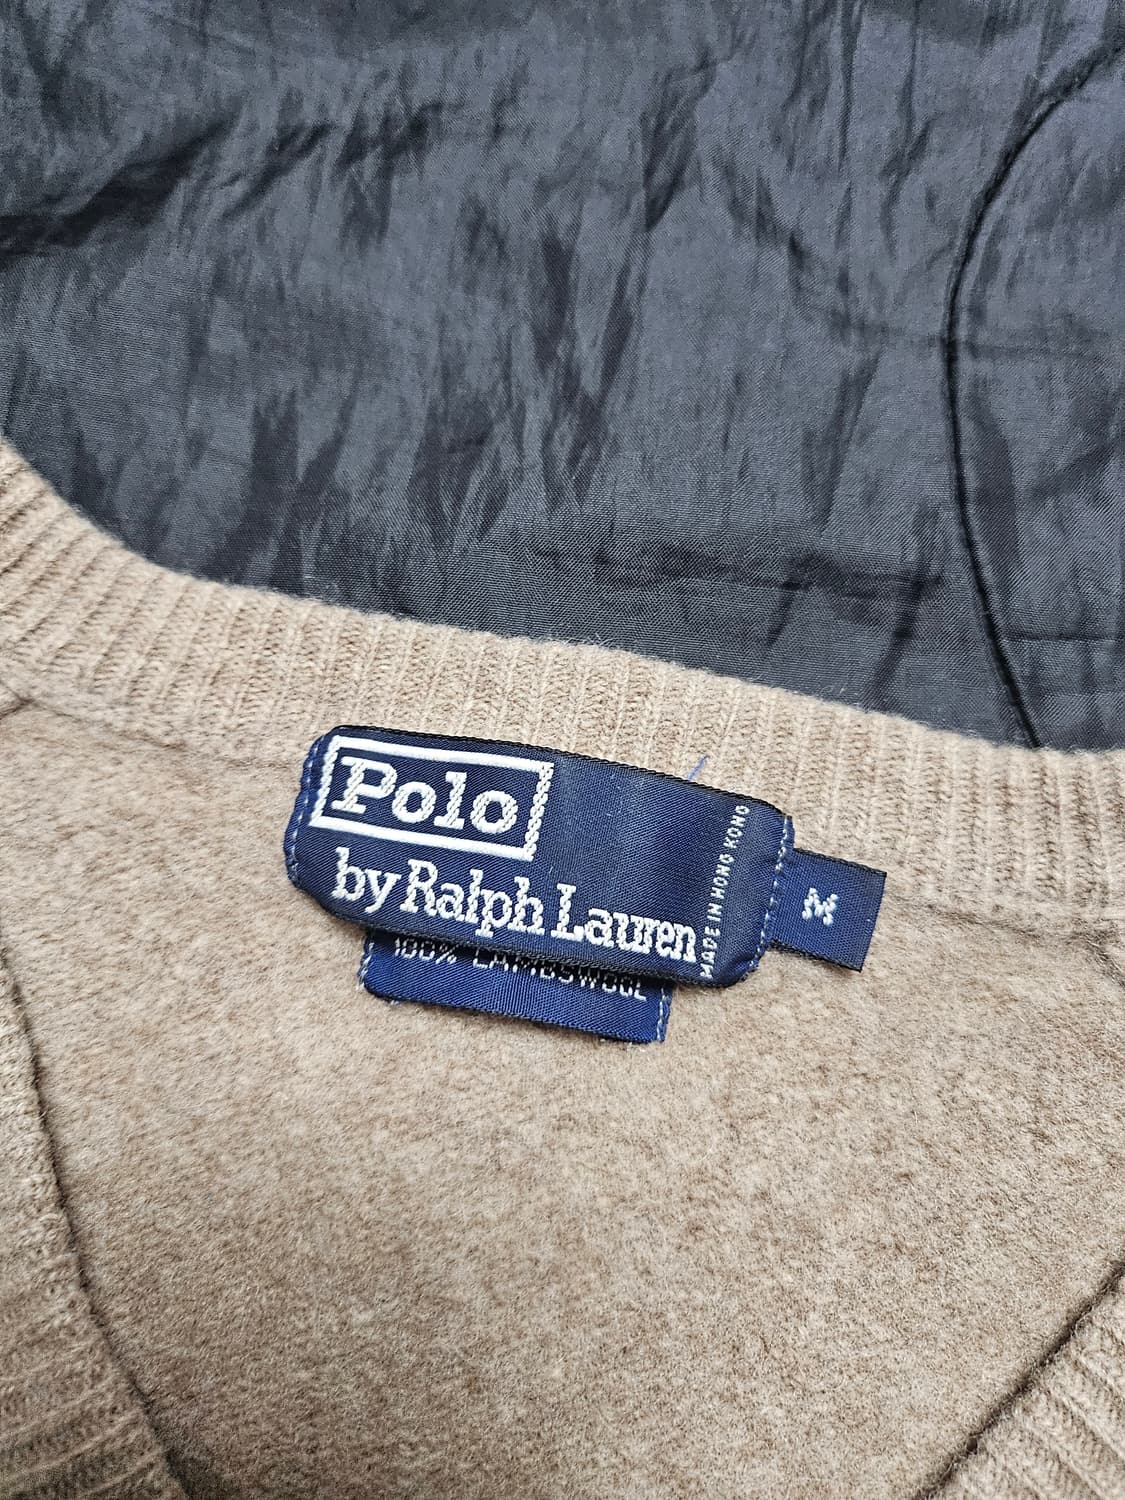 Polo
by Ralph Lauren
MADE IN HONG KONG
M
100% LAMBSWOOL